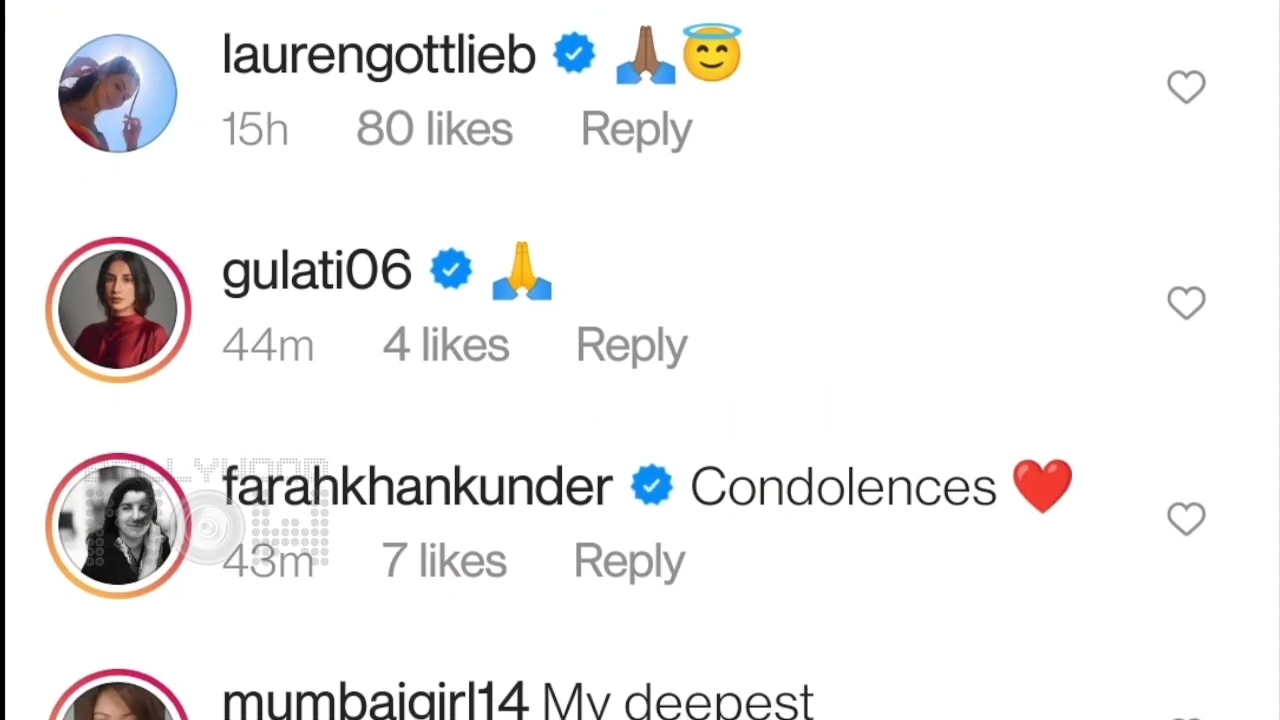 laurengottlieb 🙏🏾😇
15h 80 likes Reply
gulati06 🙏
44m 4 likes Reply
farahkhankunder Condolences ❤️
43m 7 likes Reply
mumbaigirl14 My deepest